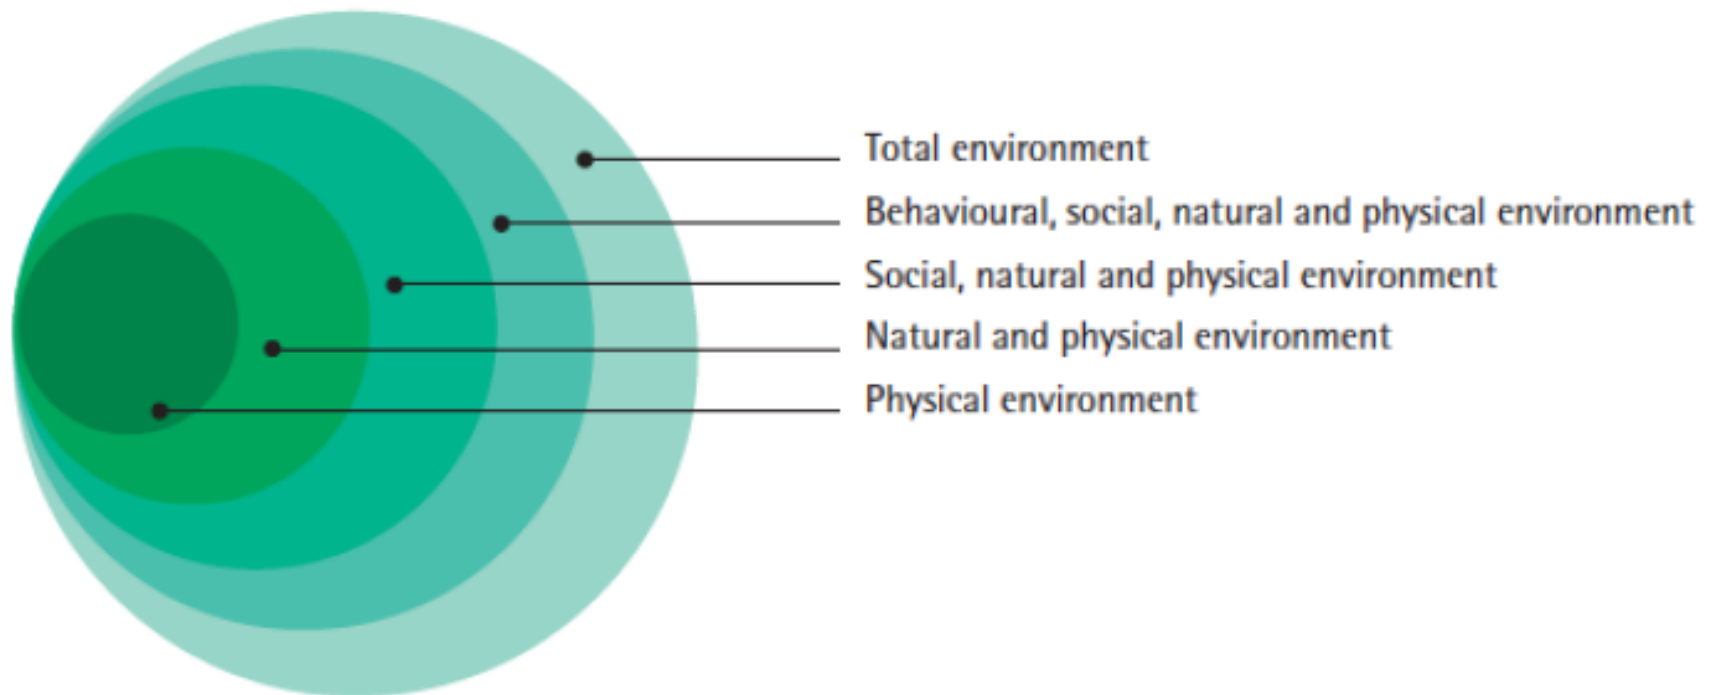 Total environment
Behavioural, social, natural and physical environment
Social, natural and physical environment
Natural and physical environment
Physical environment